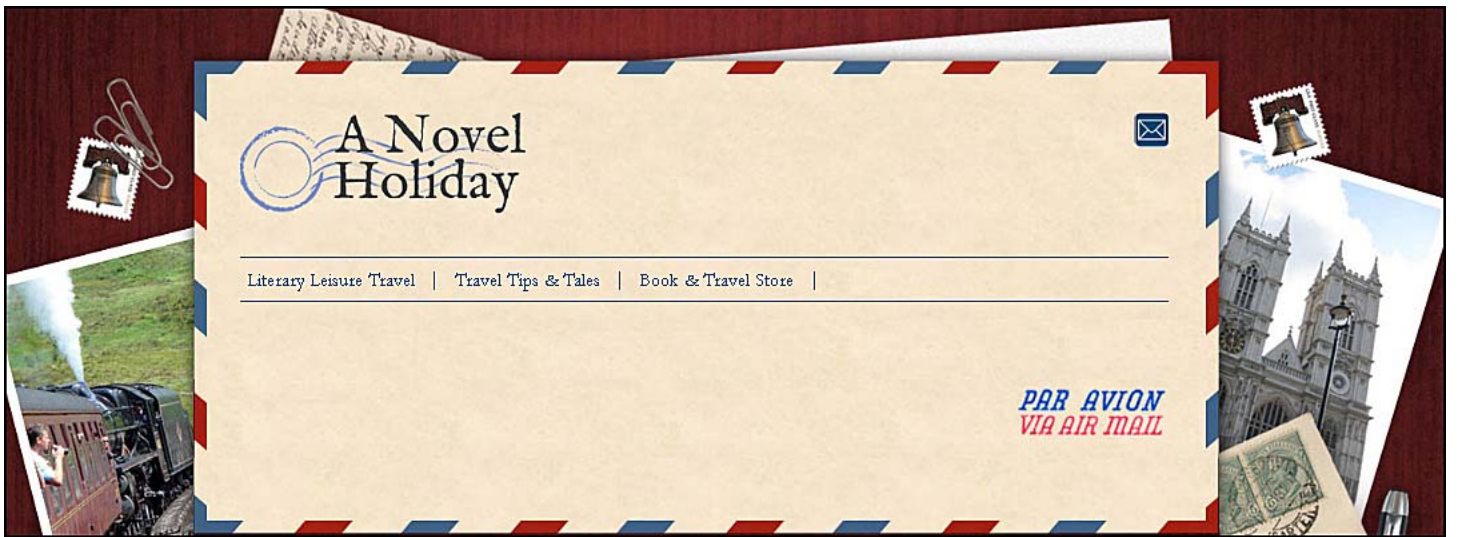 A Novel
Holiday
Literary Leisure Travel | Travel Tips & Tales | Book & Travel Store |
PAR AVION
VIA AIR MAIL